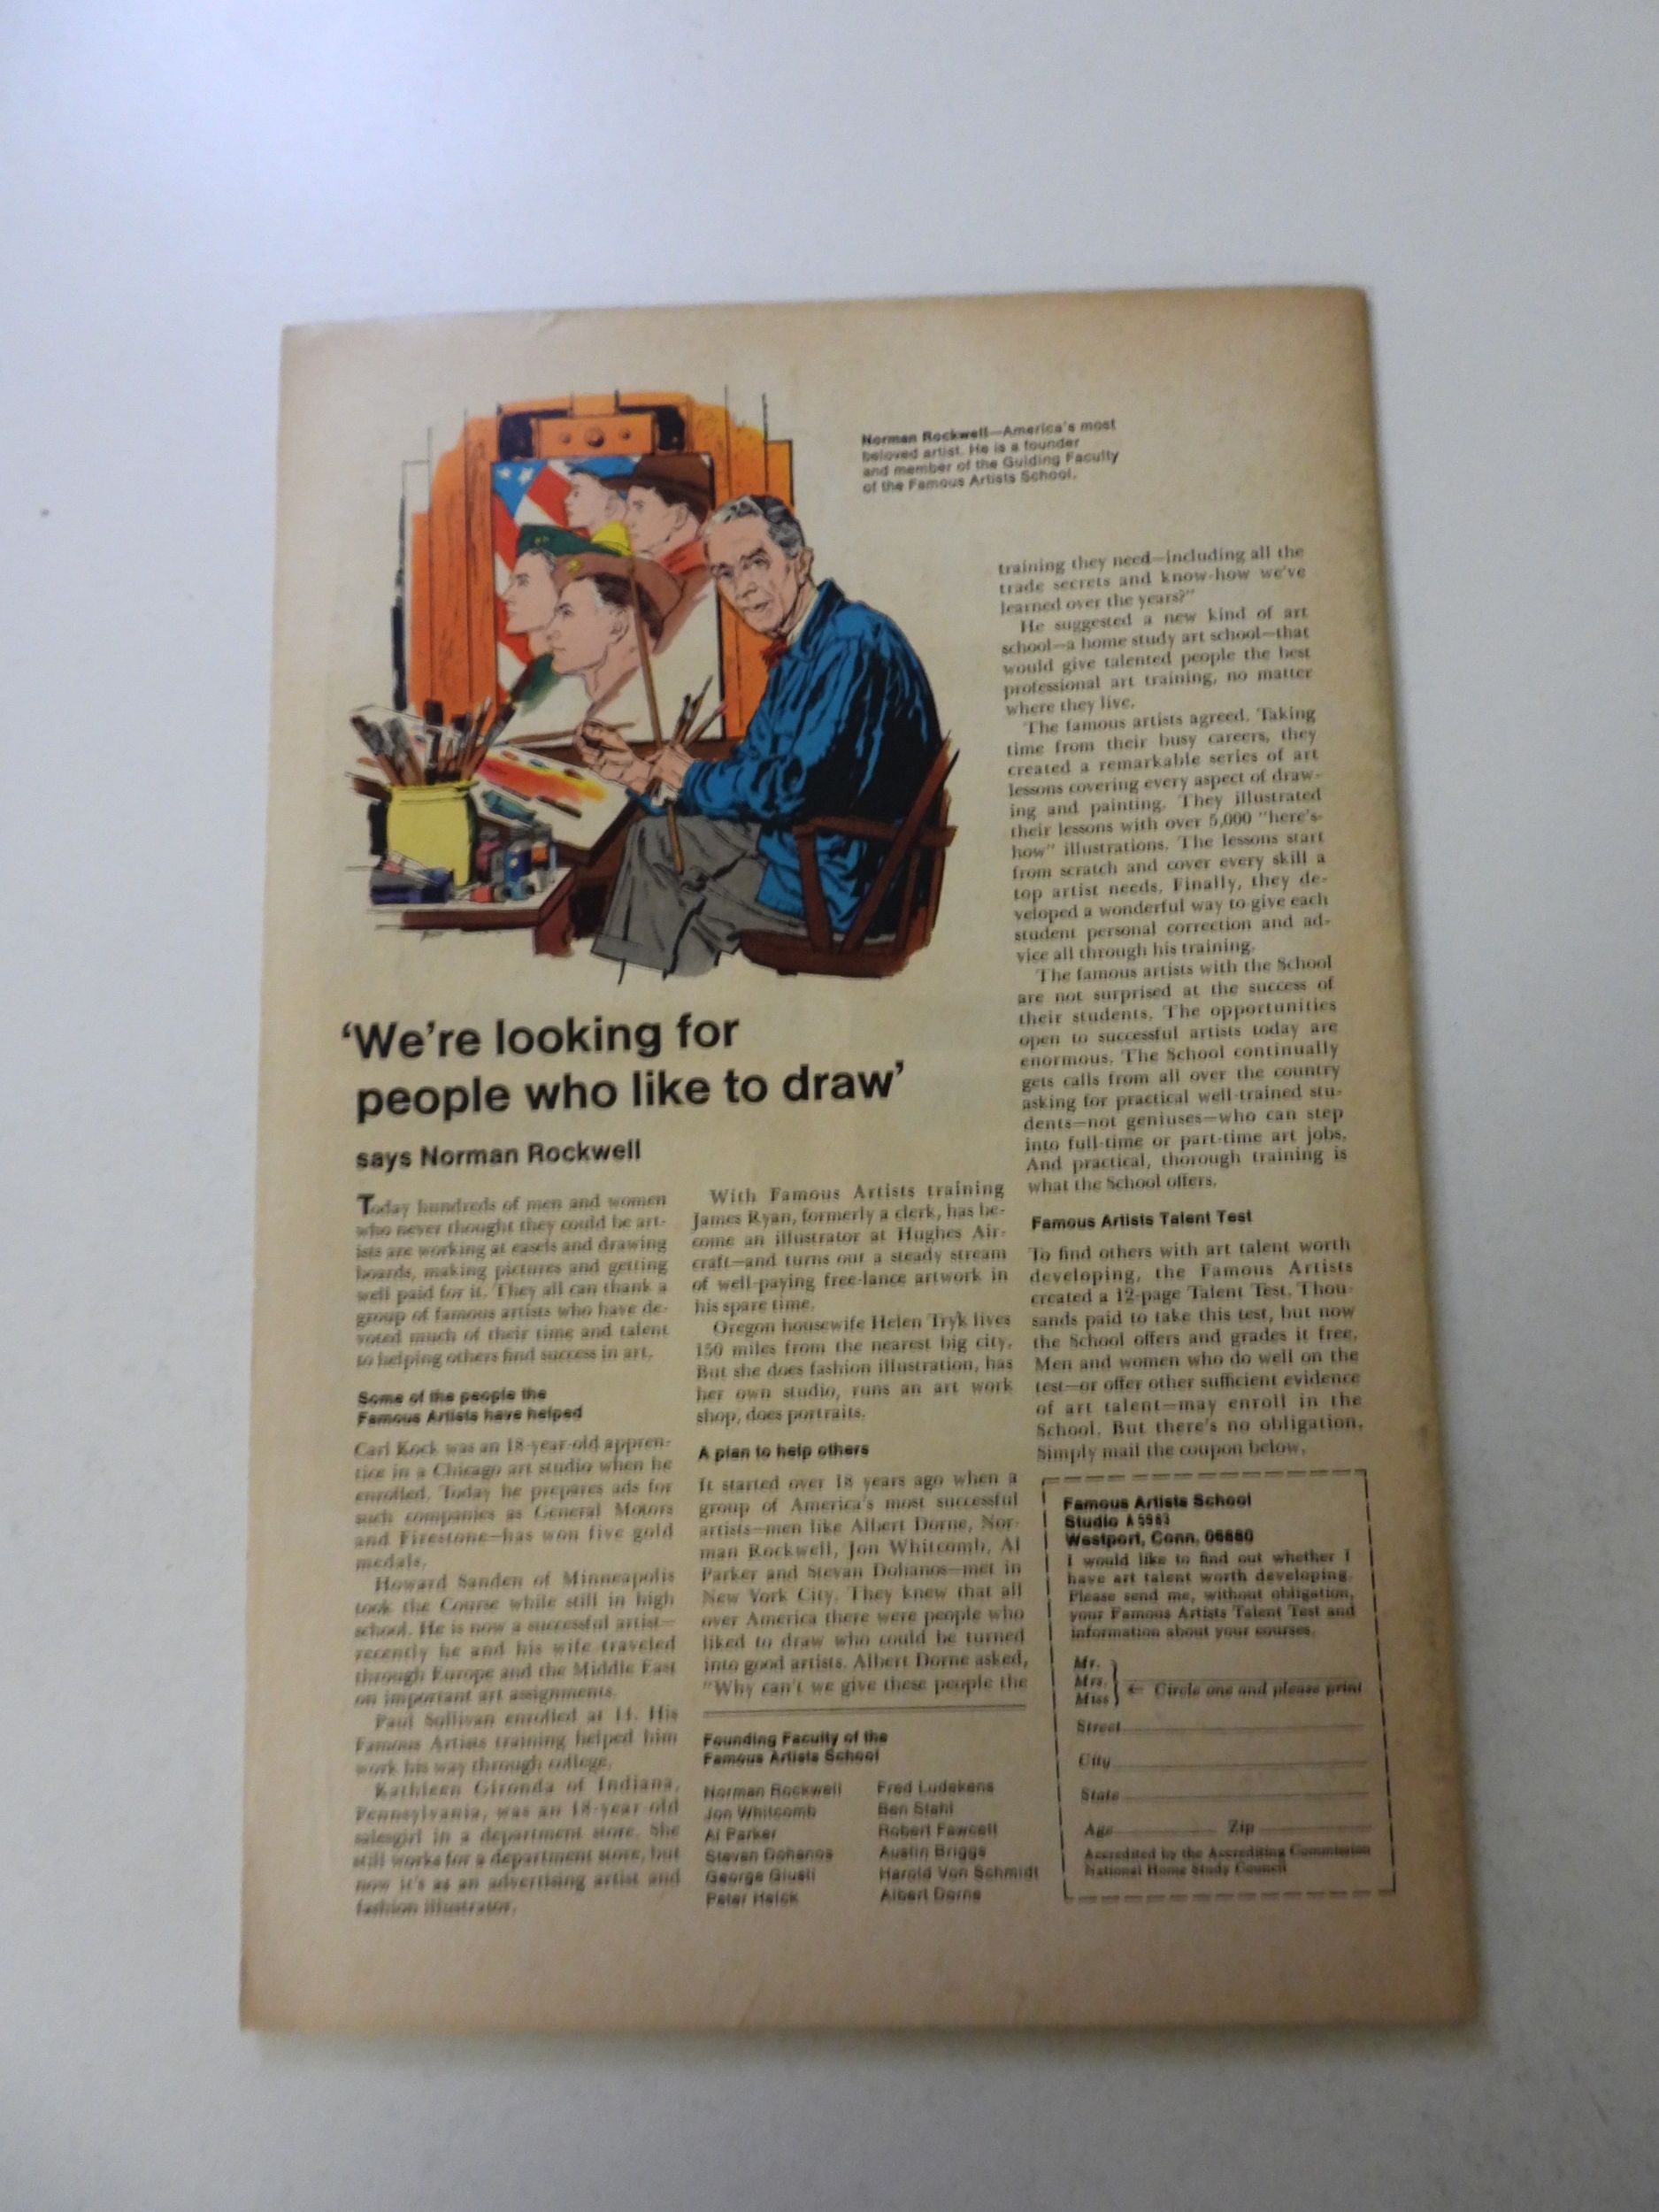 Norman Rockwell—America's most
beloved artist. He is a founder
and member of the Guiding Faculty
of the Famous Artists School.
'We're looking for
people who like to draw'
says Norman Rockwell
Today hundreds of men and women
who never thought they could be art-
ists are working at easels and drawing
boards, making pictures and getting
well paid for it. They all can thank a
group of famous artists who have de-
voted much of their time and talent
to helping others find success in art.
Some of the people the
Famous Artists have helped
Carl Kock was an 18-year-old appren-
tice in a Chicago art studio when he
enrolled. Today he prepares ads for
such companies as General Motors
and Firestone—has won five gold
medals.
Howard Sanden of Minneapolis
took the Course while still in high
school. He is now a successful artist—
recently he and his wife traveled
through Europe and the Middle East
on important art assignments.
Paul Sullivan enrolled at 14. His
Famous Artists training helped him
work his way through college.
Kathleen Gironda of Indiana,
Pennsylvania, was an 18-year-old
salesgirl in a department store. She
still works for a department store, but
now it's as an advertising artist and
fashion illustrator.
With Famous Artists training
James Ryan, formerly a clerk, has be-
come an illustrator at Hughes Air-
craft—and turns out a steady stream
of well-paying free-lance artwork in
his spare time.
Oregon housewife Helen Tryk lives
150 miles from the nearest big city.
But she does fashion illustration, has
her own studio, runs an art work
shop, does portraits.
A plan to help others
It started over 18 years ago when a
group of America's most successful
artists—men like Albert Dorne, Nor-
man Rockwell, Jon Whitcomb, Al
Parker and Stevan Dohanos—met in
New York City. They knew that all
over America there were people who
liked to draw who could be turned
into good artists. Albert Dorne asked,
"Why can't we give these people the
training they need—including all the
trade secrets and know-how we've
learned over the years?"
He suggested a new kind of art
school—a home study art school—that
would give talented people the best
professional art training, no matter
where they live.
The famous artists agreed. Taking
time from their busy careers, they
created a remarkable series of art
lessons covering every aspect of draw-
ing and painting. They illustrated
their lessons with over 5,000 "here's-
how" illustrations. The lessons start
from scratch and cover every skill a
top artist needs. Finally, they de-
veloped a wonderful way to give each
student personal correction and ad-
vice all through his training.
The famous artists with the School
are not surprised at the success of
their students. The opportunities
open to successful artists today are
enormous. The School continually
gets calls from all over the country
asking for practical well-trained stu-
dents—not geniuses—who can step
into full-time or part-time art jobs.
And practical, thorough training is
what the School offers.
Famous Artists Talent Test
To find others with art talent worth
developing, the Famous Artists
created a 12-page Talent Test. Thou-
sands paid to take this test, but now
the School offers and grades it free.
Men and women who do well on the
test—or offer other sufficient evidence
of art talent—may enroll in the
School. But there's no obligation.
Simply mail the coupon below.
Founding Faculty of the
Famous Artists School
Norman Rockwell
Jon Whitcomb
Al Parker
Stevan Dohanos
George Giusti
Peter Helck
Fred Ludekens
Ben Stahl
Robert Fawcett
Austin Briggs
Harold Von Schmidt
Albert Dorne
Famous Artists School
Studio A 5983
Westport, Conn. 06880
I would like to find out whether I
have art talent worth developing.
Please send me, without obligation,
your Famous Artists Talent Test and
information about your courses.
Mr.
Mrs.
Miss
← Circle one and please print
Street
City
State
Age Zip
Accredited by the Accrediting Commission
National Home Study Council